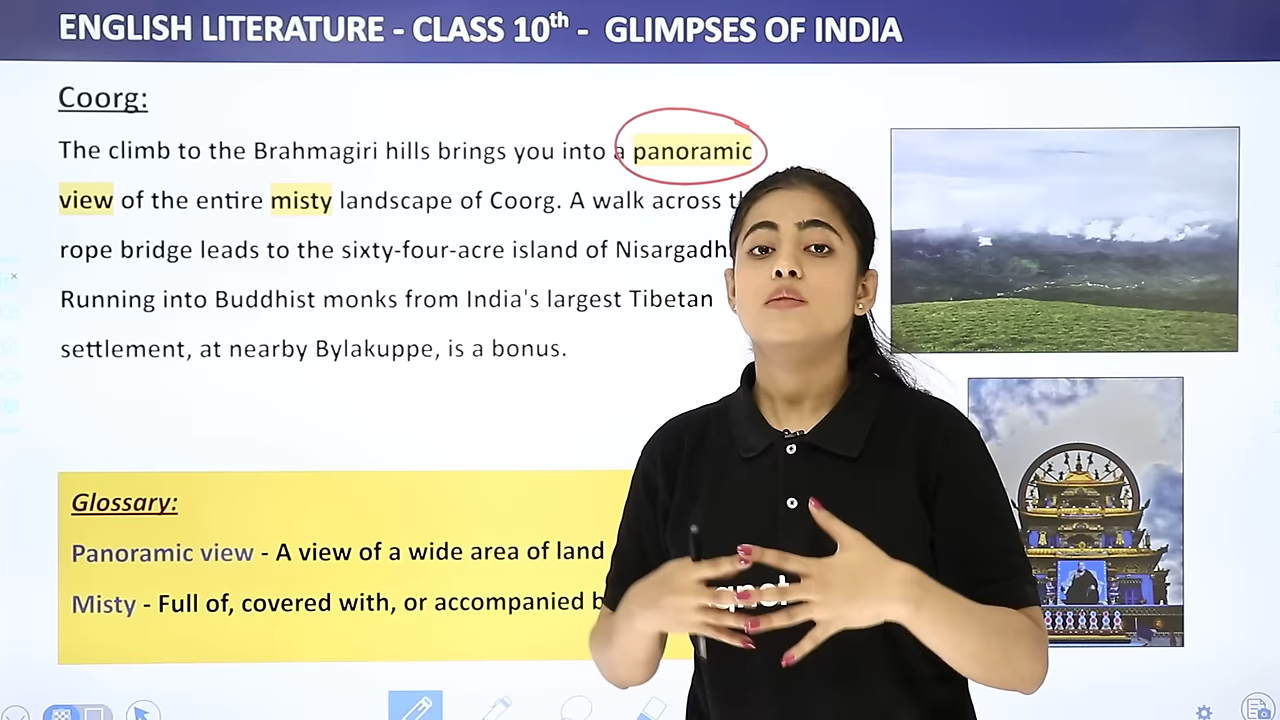 ENGLISH LITERATURE - CLASS 10th - GLIMPSES OF INDIA
Coorg:
The climb to the Brahmagiri hills brings you into a panoramic
view of the entire misty landscape of Coorg. A walk across
rope bridge leads to the sixty-four-acre island of
Running into Buddhist monks from India's largest Tibetan
settlement, at nearby Bylakuppe, is a bonus.
Glossary:
Panoramic view - A view of a wide area of land
Misty - Full of, covered with, or accompanied